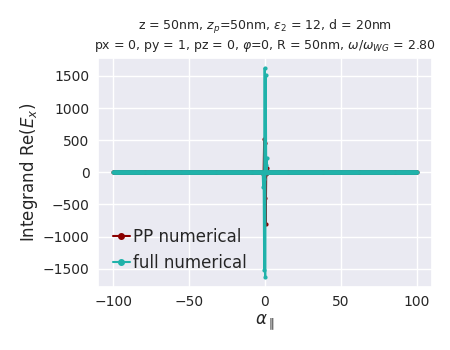 z = 50nm, z_p=50nm, ε_2 = 12, d = 20nm
px = 0, py = 1, pz = 0, φ=0, R = 50nm, ω/ω_WG = 2.80
Integrand Re(E_x)
1500
1000
500
0
−500
−1000
−1500
PP numerical
full numerical
−100 −50 0 50 100
α_∥